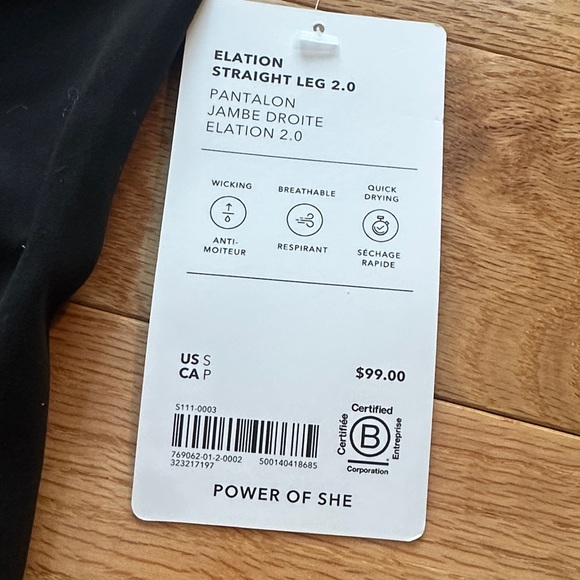 ELATION
STRAIGHT LEG 2.0
PANTALON
JAMBE DROITE
ELATION 2.0
WICKING
BREATHABLE
QUICK
DRYING
ANTI-
MOITEUR
RESPIRANT
SÉCHAGE
RAPIDE
US S
CA P
$99.00
S111-0003
769062-01-2-0002 500140418685
323217197
Certified
Certifiée
B
Entreprise
Corporation
POWER OF SHE